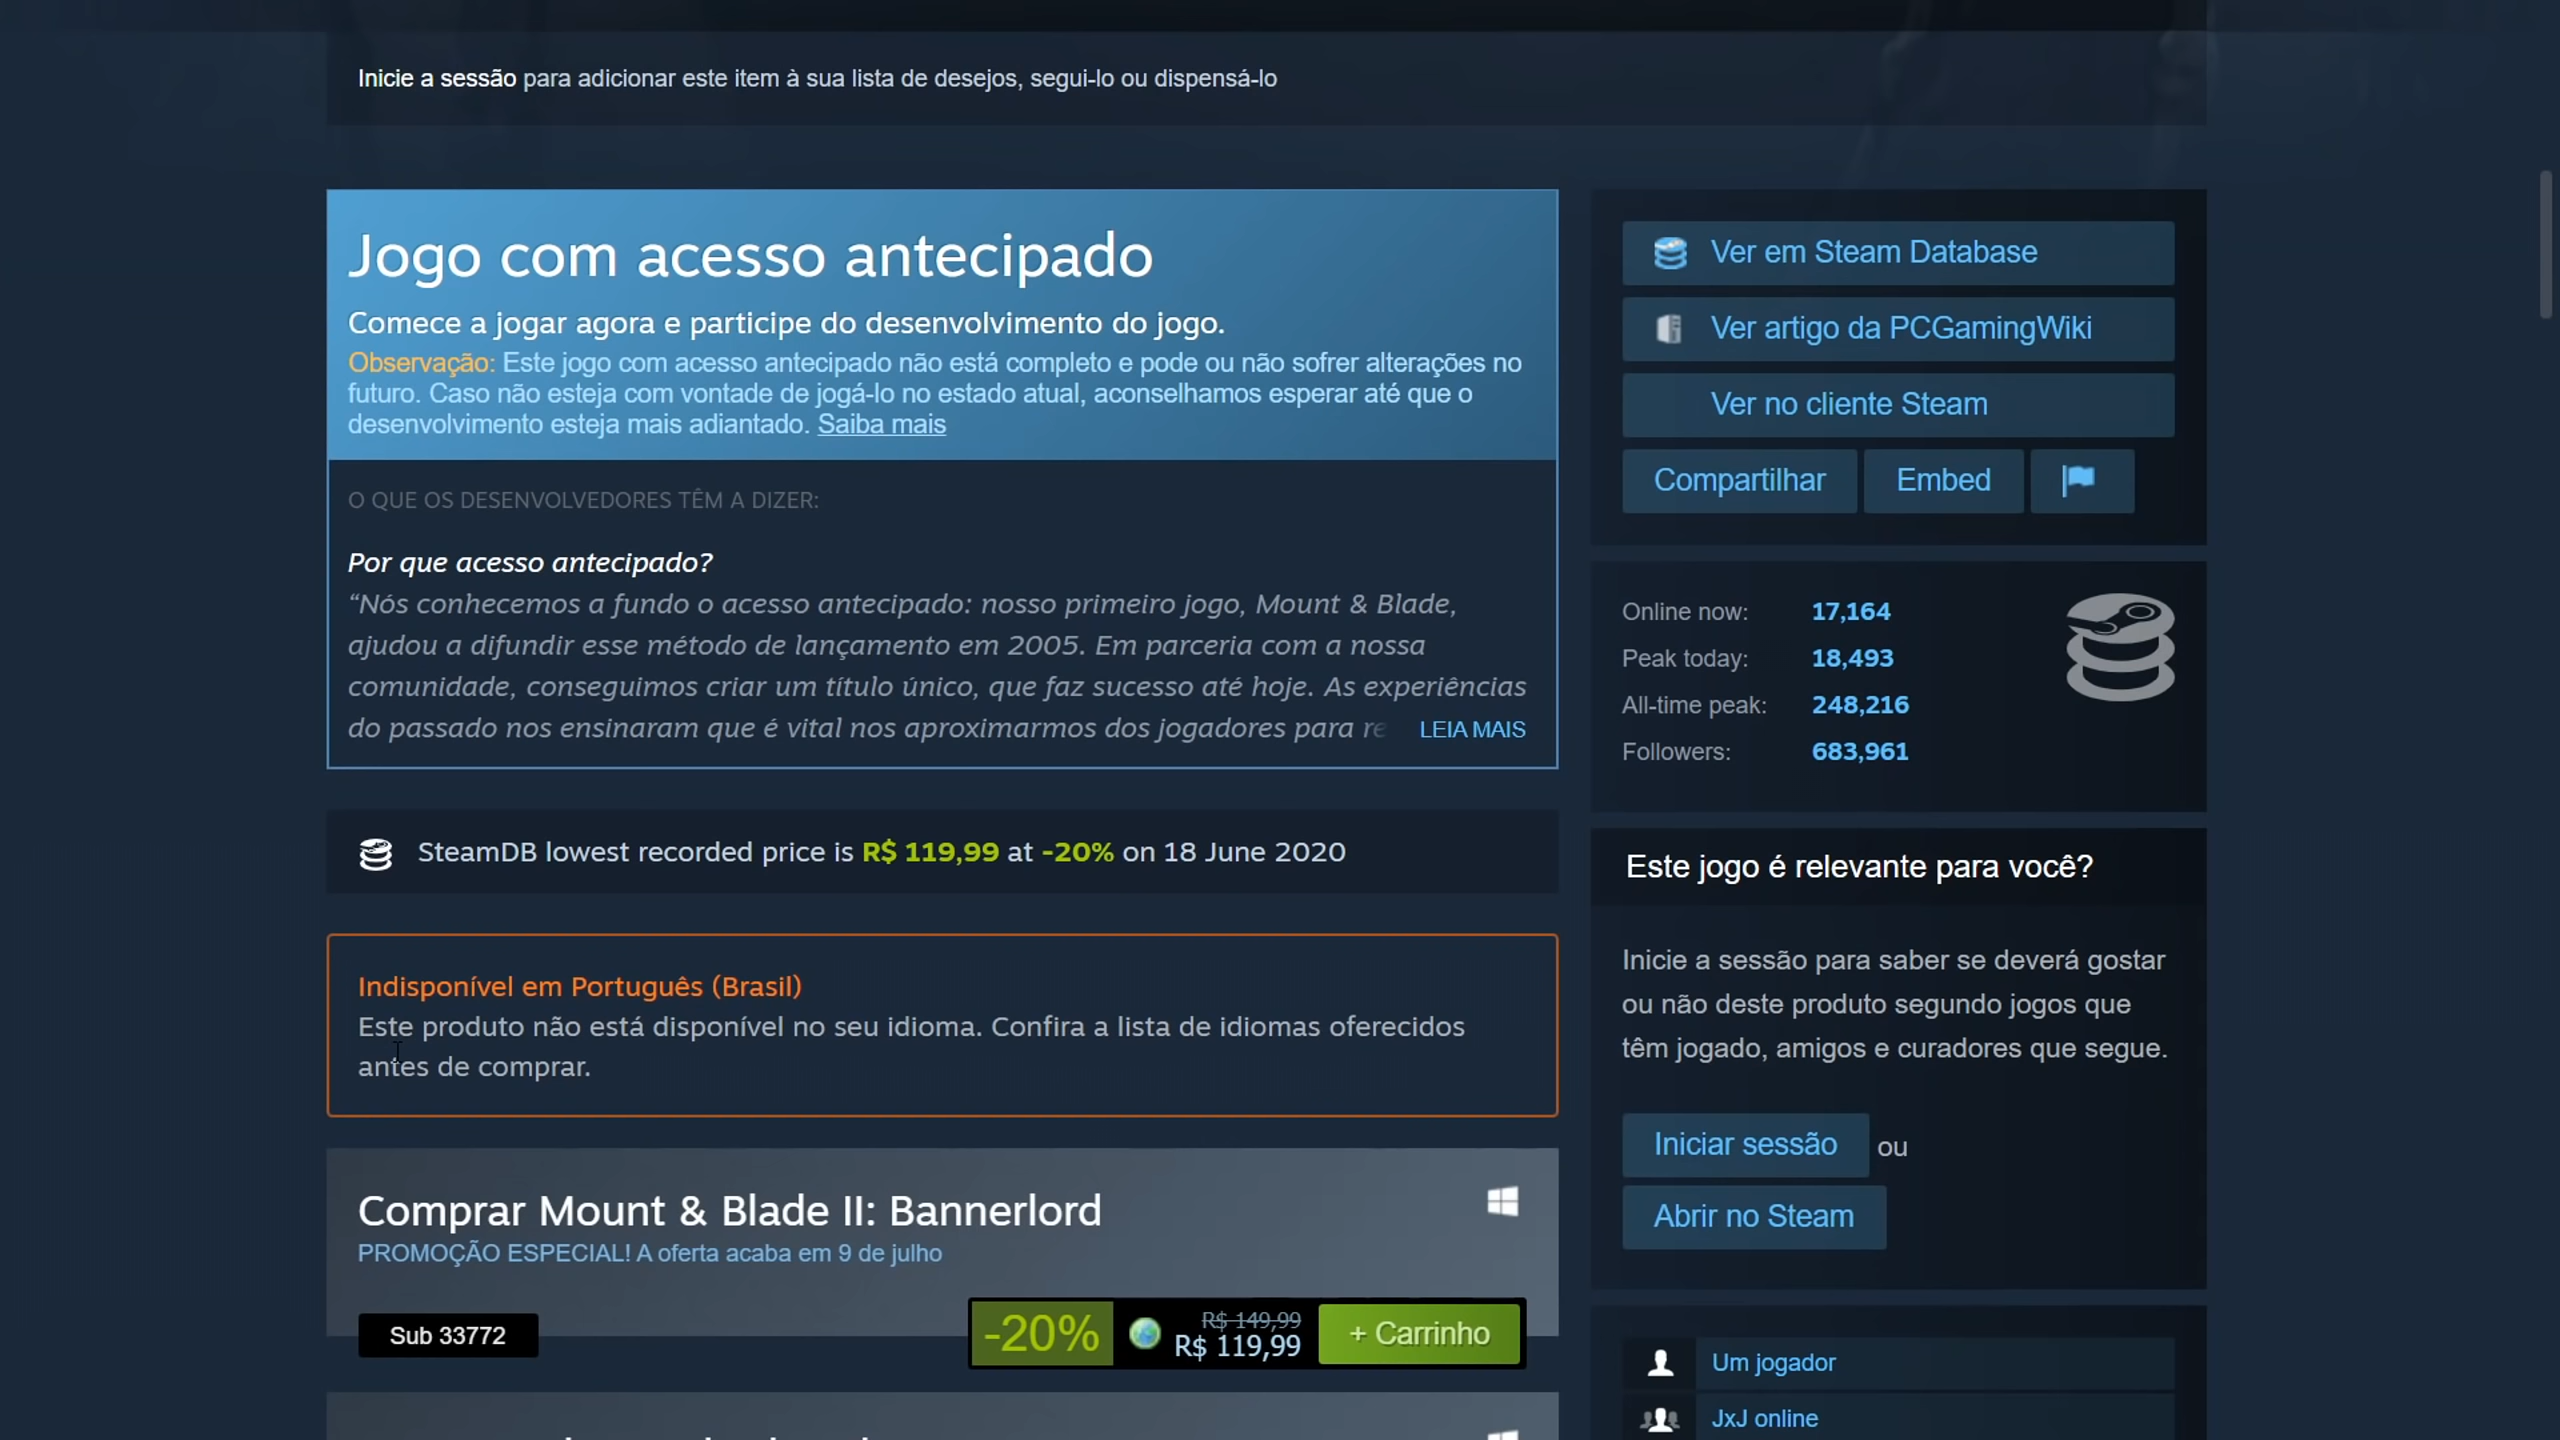 Inicie a sessão para adicionar este item à sua lista de desejos, segui-lo ou dispensá-lo
Jogo com acesso antecipado
Comece a jogar agora e participe do desenvolvimento do jogo.
Observação: Este jogo com acesso antecipado não está completo e pode ou não sofrer alterações no
futuro. Caso não esteja com vontade de jogá-lo no estado atual, aconselhamos esperar até que o
desenvolvimento esteja mais adiantado. Saiba mais
O QUE OS DESENVOLVEDORES TÊM A DIZER:
Por que acesso antecipado?
“Nós conhecemos a fundo o acesso antecipado: nosso primeiro jogo, Mount & Blade,
ajudou a difundir esse método de lançamento em 2005. Em parceria com a nossa
comunidade, conseguimos criar um título único, que faz sucesso até hoje. As experiências
do passado nos ensinaram que é vital nos aproximarmos dos jogadores para re LEIA MAIS
SteamDB lowest recorded price is R$ 119,99 at -20% on 18 June 2020
Indisponível em Português (Brasil)
Este produto não está disponível no seu idioma. Confira a lista de idiomas oferecidos
antes de comprar.
Comprar Mount & Blade II: Bannerlord
PROMOÇÃO ESPECIAL! A oferta acaba em 9 de julho
Sub 33772
-20%
R$ 149,99
R$ 119,99
+ Carrinho
Ver em Steam Database
Ver artigo da PCGamingWiki
Ver no cliente Steam
Compartilhar Embed
Online now: 17,164
Peak today: 18,493
All-time peak: 248,216
Followers: 683,961
Este jogo é relevante para você?
Inicie a sessão para saber se deverá gostar
ou não deste produto segundo jogos que
têm jogado, amigos e curadores que segue.
Iniciar sessão ou
Abrir no Steam
Um jogador
JxJ online